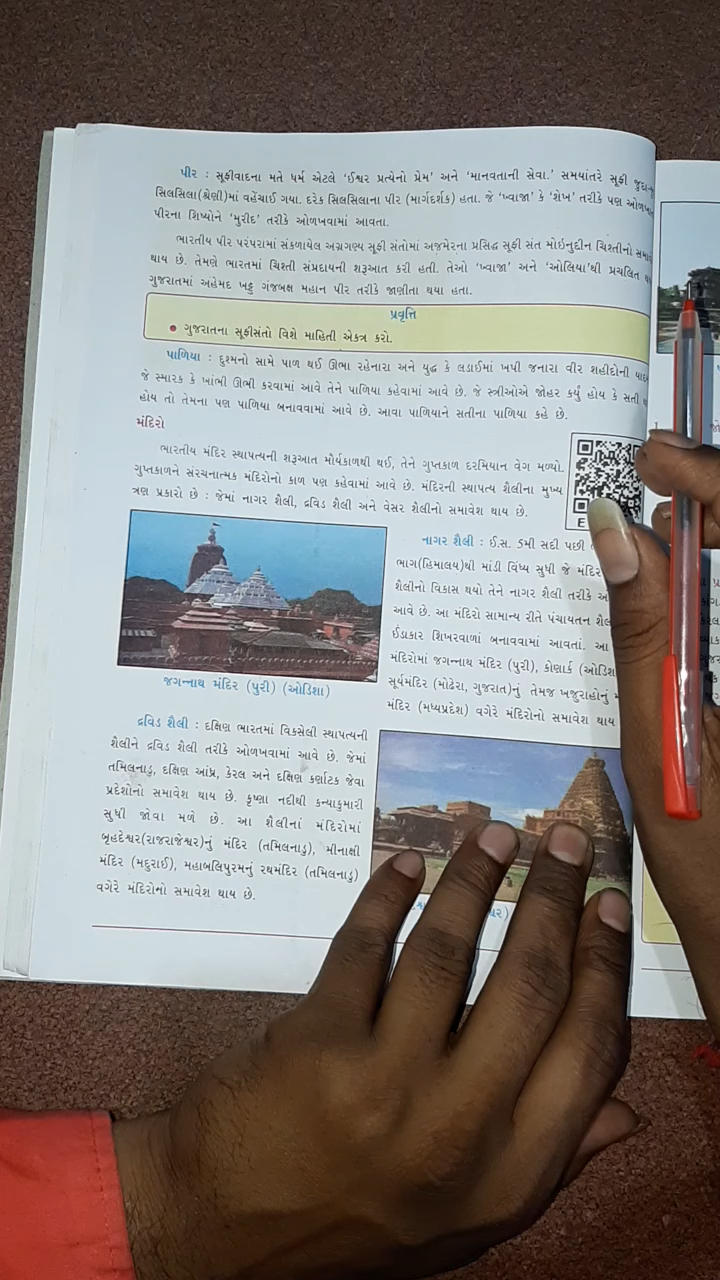 પીર : સૂફીવાદના મતે ધર્મ એટલે 'ઈશ્વર પ્રત્યેનો પ્રેમ' અને 'માનવતાની સેવા.' સમયાંતરે સૂફી
સિલસિલા(શ્રેણી)માં વહેંચાઈ ગયા. દરેક સિલસિલાના પીર (માર્ગદર્શક) હતા. જે 'ખ્વાજા' કે 'શેખ' તરીકે પણ
પીરના શિષ્યોને 'મુરીદ' તરીકે ઓળખવામાં આવતા.
ભારતીય પીર પરંપરામાં સંકળાયેલ અગ્રગણ્ય સૂફી સંતોમાં અજમેરના પ્રસિદ્ધ સૂફી સંત મોઇનુદ્દીન ચિશ્તીનો
થાય છે. તેમણે ભારતમાં ચિશ્તી સંપ્રદાયની શરૂઆત કરી હતી. તેઓ 'ખ્વાજા' અને 'ઓલિયા'થી પ્રચલિત
ગુજરાતમાં અહેમદ ખટ્ટુ ગંજબક્ષ મહાન પીર તરીકે જાણીતા થયા હતા.
પ્રવૃત્તિ
● ગુજરાતના સૂફીસંતો વિશે માહિતી એકત્ર કરો.
પાળિયા : દુશ્મનો સામે પાળ થઈ ઊભા રહેનારા અને યુદ્ધ કે લડાઈમાં ખપી જનારા વીર શહીદોની
જે સ્મારક કે ખાંભી ઊભી કરવામાં આવે તેને પાળિયા કહેવામાં આવે છે. જે સ્ત્રીઓએ જોહર કર્યું હોય કે સતી
હોય તો તેમના પણ પાળિયા બનાવવામાં આવે છે. આવા પાળિયાને સતીના પાળિયા કહે છે.
મંદિરો
ભારતીય મંદિર સ્થાપત્યની શરૂઆત મૌર્યકાળથી થઈ, તેને ગુપ્તકાળ દરમિયાન વેગ મળ્યો.
ગુપ્તકાળને સંરચનાત્મક મંદિરોનો કાળ પણ કહેવામાં આવે છે. મંદિરની સ્થાપત્ય શૈલીના મુખ્ય
ત્રણ પ્રકારો છે : જેમાં નાગર શૈલી, દ્રવિડ શૈલી અને વેસર શૈલીનો સમાવેશ થાય છે.
નાગર શૈલી : ઈ.સ. 5મી સદી પછી
ભાગ(હિમાલય)થી માંડી વિંધ્ય સુધી જે મંદિર
શૈલીનો વિકાસ થયો તેને નાગર શૈલી તરીકે
આવે છે. આ મંદિરો સામાન્ય રીતે પંચાયતન
ઈંડાકાર શિખરવાળાં બનાવવામાં આવતાં. આ
મંદિરોમાં જગન્નાથ મંદિર (પુરી), કોણાર્ક
સૂર્યમંદિર (મોઢેરા, ગુજરાત)નું તેમજ ખજુરાહોનું
મંદિર (મધ્યપ્રદેશ) વગેરે મંદિરોનો સમાવેશ થાય
જગન્નાથ મંદિર (પુરી) (ઓડિશા)
દ્રવિડ શૈલી : દક્ષિણ ભારતમાં વિકસેલી સ્થાપત્યની
શૈલીને દ્રવિડ શૈલી તરીકે ઓળખવામાં આવે છે. જેમાં
તમિલનાડુ, દક્ષિણ આંધ્ર, કેરલ અને દક્ષિણ કર્ણાટક જેવા
પ્રદેશોનો સમાવેશ થાય છે. કૃષ્ણા નદીથી કન્યાકુમારી
સુધી જોવા મળે છે. આ શૈલીનાં મંદિરોમાં
બૃહદેશ્વર(રાજરાજેશ્વર)નું મંદિર (તમિલનાડુ), મીનાક્ષી
મંદિર (મદુરાઈ), મહાબલિપુરમનું રથમંદિર (તમિલનાડુ)
વગેરે મંદિરોનો સમાવેશ થાય છે.